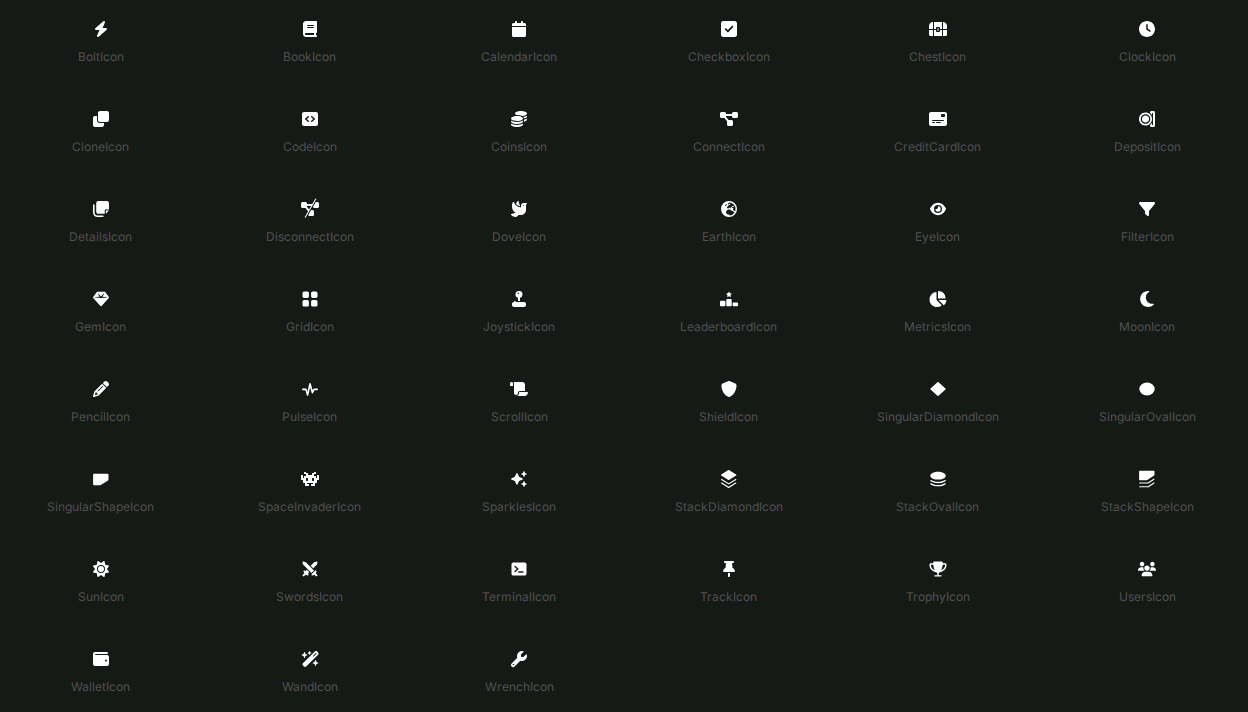 BoltIcon BookIcon CalendarIcon CheckboxIcon ChestIcon ClockIcon
CloneIcon CodeIcon CoinsIcon ConnectIcon CreditCardIcon DepositIcon
DetailsIcon DisconnectIcon DoveIcon EarthIcon EyeIcon FilterIcon
GemIcon GridIcon JoystickIcon LeaderboardIcon MetricsIcon MoonIcon
PencilIcon PulseIcon ScrollIcon ShieldIcon SingularDiamondIcon SingularOvalIcon
SingularShapeIcon SpaceInvaderIcon SparklesIcon StackDiamondIcon StackOvalIcon StackShapeIcon
SunIcon SwordsIcon TerminalIcon TrackIcon TrophyIcon UsersIcon
WalletIcon WandIcon WrenchIcon